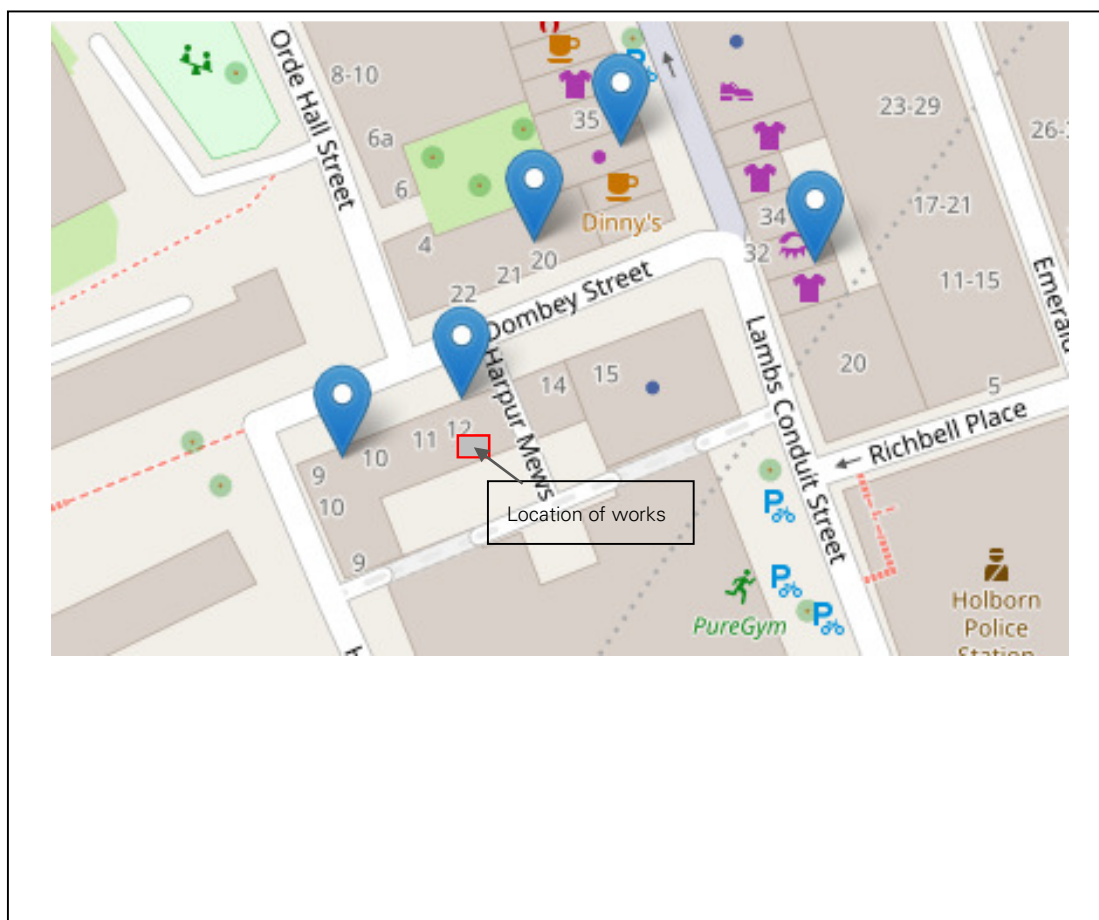 Orde Hall Street
8-10
6a
6
4
35
Dinny's
34
32
23-29
17-21
11-15
Emerald
20
21
22
Dombey Street
Harpur Mews
14
15
12
11
10
9
10
9
Lambs Conduit Street
20
5
Richbell Place
Location of works
P
P
P
P
PureGym
Holborn
Police
Station